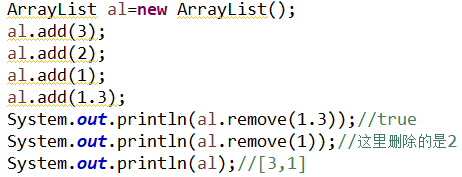 ArrayList al=new ArrayList();
al.add(3);
al.add(2);
al.add(1);
al.add(1.3);
System.out.println(al.remove(1.3));//true
System.out.println(al.remove(1));//这里删除的是2
System.out.println(al);//[3,1]